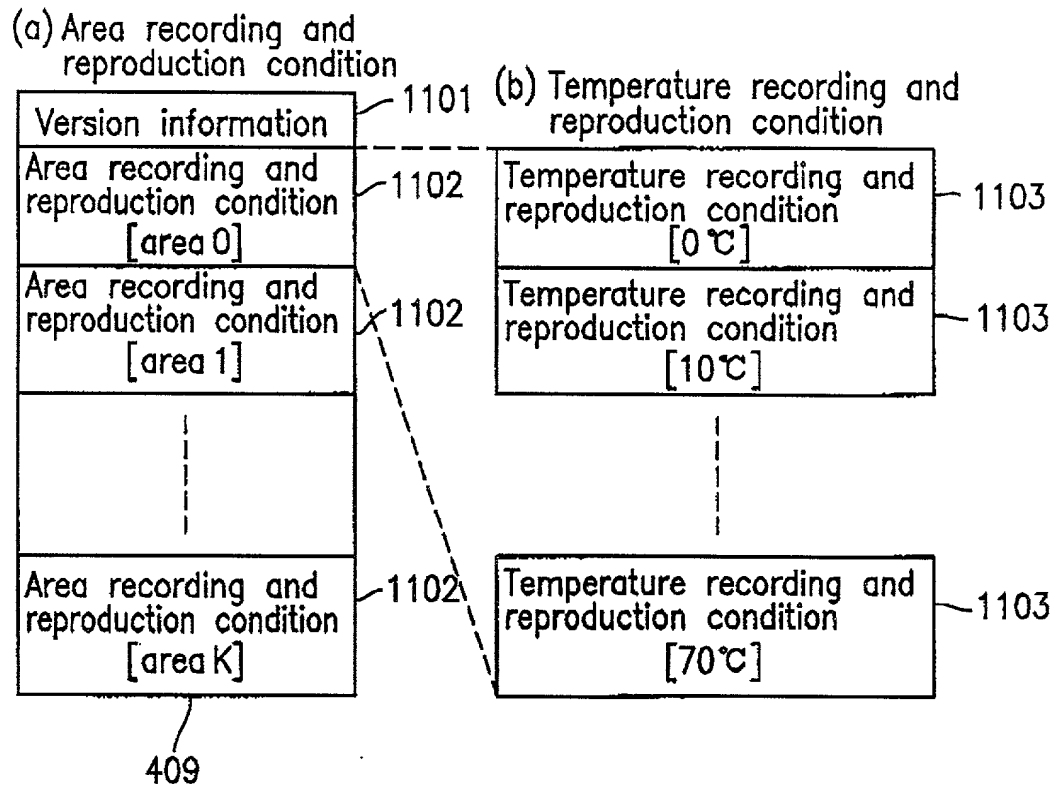 (a) Area recording and
reproduction condition
Version information
1101
Area recording and
reproduction condition
[area 0]
1102
Area recording and
reproduction condition
[area 1]
1102
Area recording and
reproduction condition
[area K]
1102
409
(b) Temperature recording and
reproduction condition
Temperature recording and
reproduction condition
[0℃]
1103
Temperature recording and
reproduction condition
[10℃]
1103
Temperature recording and
reproduction condition
[70℃]
1103